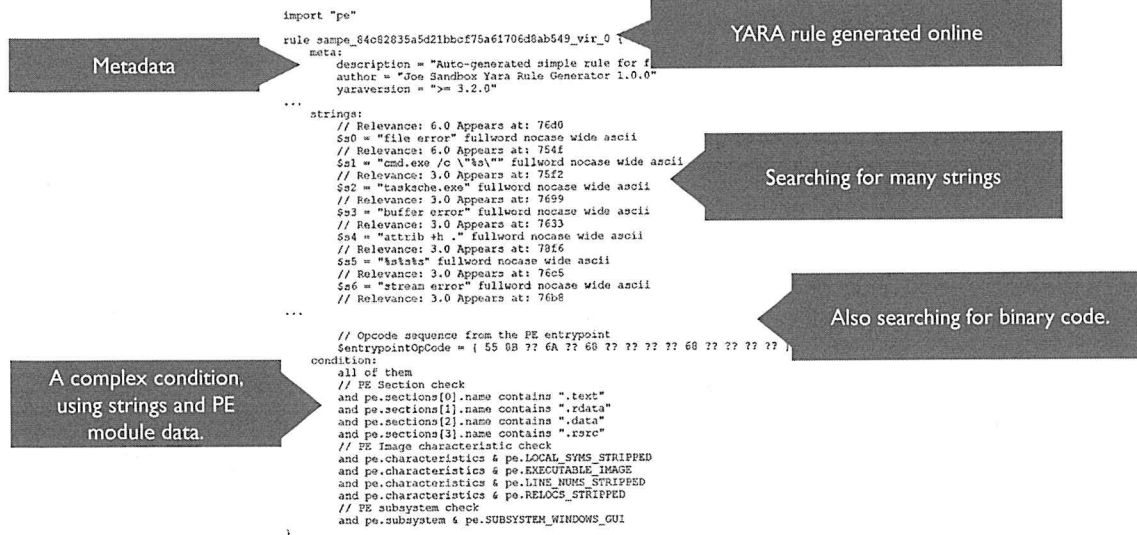 import "pe"
rule sampe_84c82835a5d21bbcf75a61706d8ab549_vir_0 {
meta:
description = "Auto-generated simple rule for f
author = "Joe Sandbox Yara Rule Generator 1.0.0"
yaraversion = ">= 3.2.0"
...
strings:
// Relevance: 6.0 Appears at: 76d0
$s0 = "file error" fullword nocase wide ascii
// Relevance: 6.0 Appears at: 754f
$s1 = "cmd.exe /c \"%s\"" fullword nocase wide ascii
// Relevance: 3.0 Appears at: 75f2
$s2 = "tasksche.exe" fullword nocase wide ascii
// Relevance: 3.0 Appears at: 7699
$s3 = "buffer error" fullword nocase wide ascii
// Relevance: 3.0 Appears at: 7633
$s4 = "attrib +h ." fullword nocase wide ascii
// Relevance: 3.0 Appears at: 78f6
$s5 = "%s%s%s" fullword nocase wide ascii
// Relevance: 3.0 Appears at: 76c5
$s6 = "stream error" fullword nocase wide ascii
// Relevance: 3.0 Appears at: 76b8
...
// Opcode sequence from the PE entrypoint
$entrypointOpCode = { 55 8B ?? 6A ?? 68 ?? ?? ?? ?? 68 ?? ?? ?? ?? }
condition:
all of them
// PE Section check
and pe.sections[0].name contains ".text"
and pe.sections[1].name contains ".rdata"
and pe.sections[2].name contains ".data"
and pe.sections[3].name contains ".rsrc"
// PE Image characteristic check
and pe.characteristics & pe.LOCAL_SYMS_STRIPPED
and pe.characteristics & pe.EXECUTABLE_IMAGE
and pe.characteristics & pe.LINE_NUMS_STRIPPED
and pe.characteristics & pe.RELOCS_STRIPPED
// PE subsystem check
and pe.subsystem & pe.SUBSYSTEM_WINDOWS_GUI
}
YARA rule generated online
Metadata
Searching for many strings
Also searching for binary code.
A complex condition,
using strings and PE
module data.